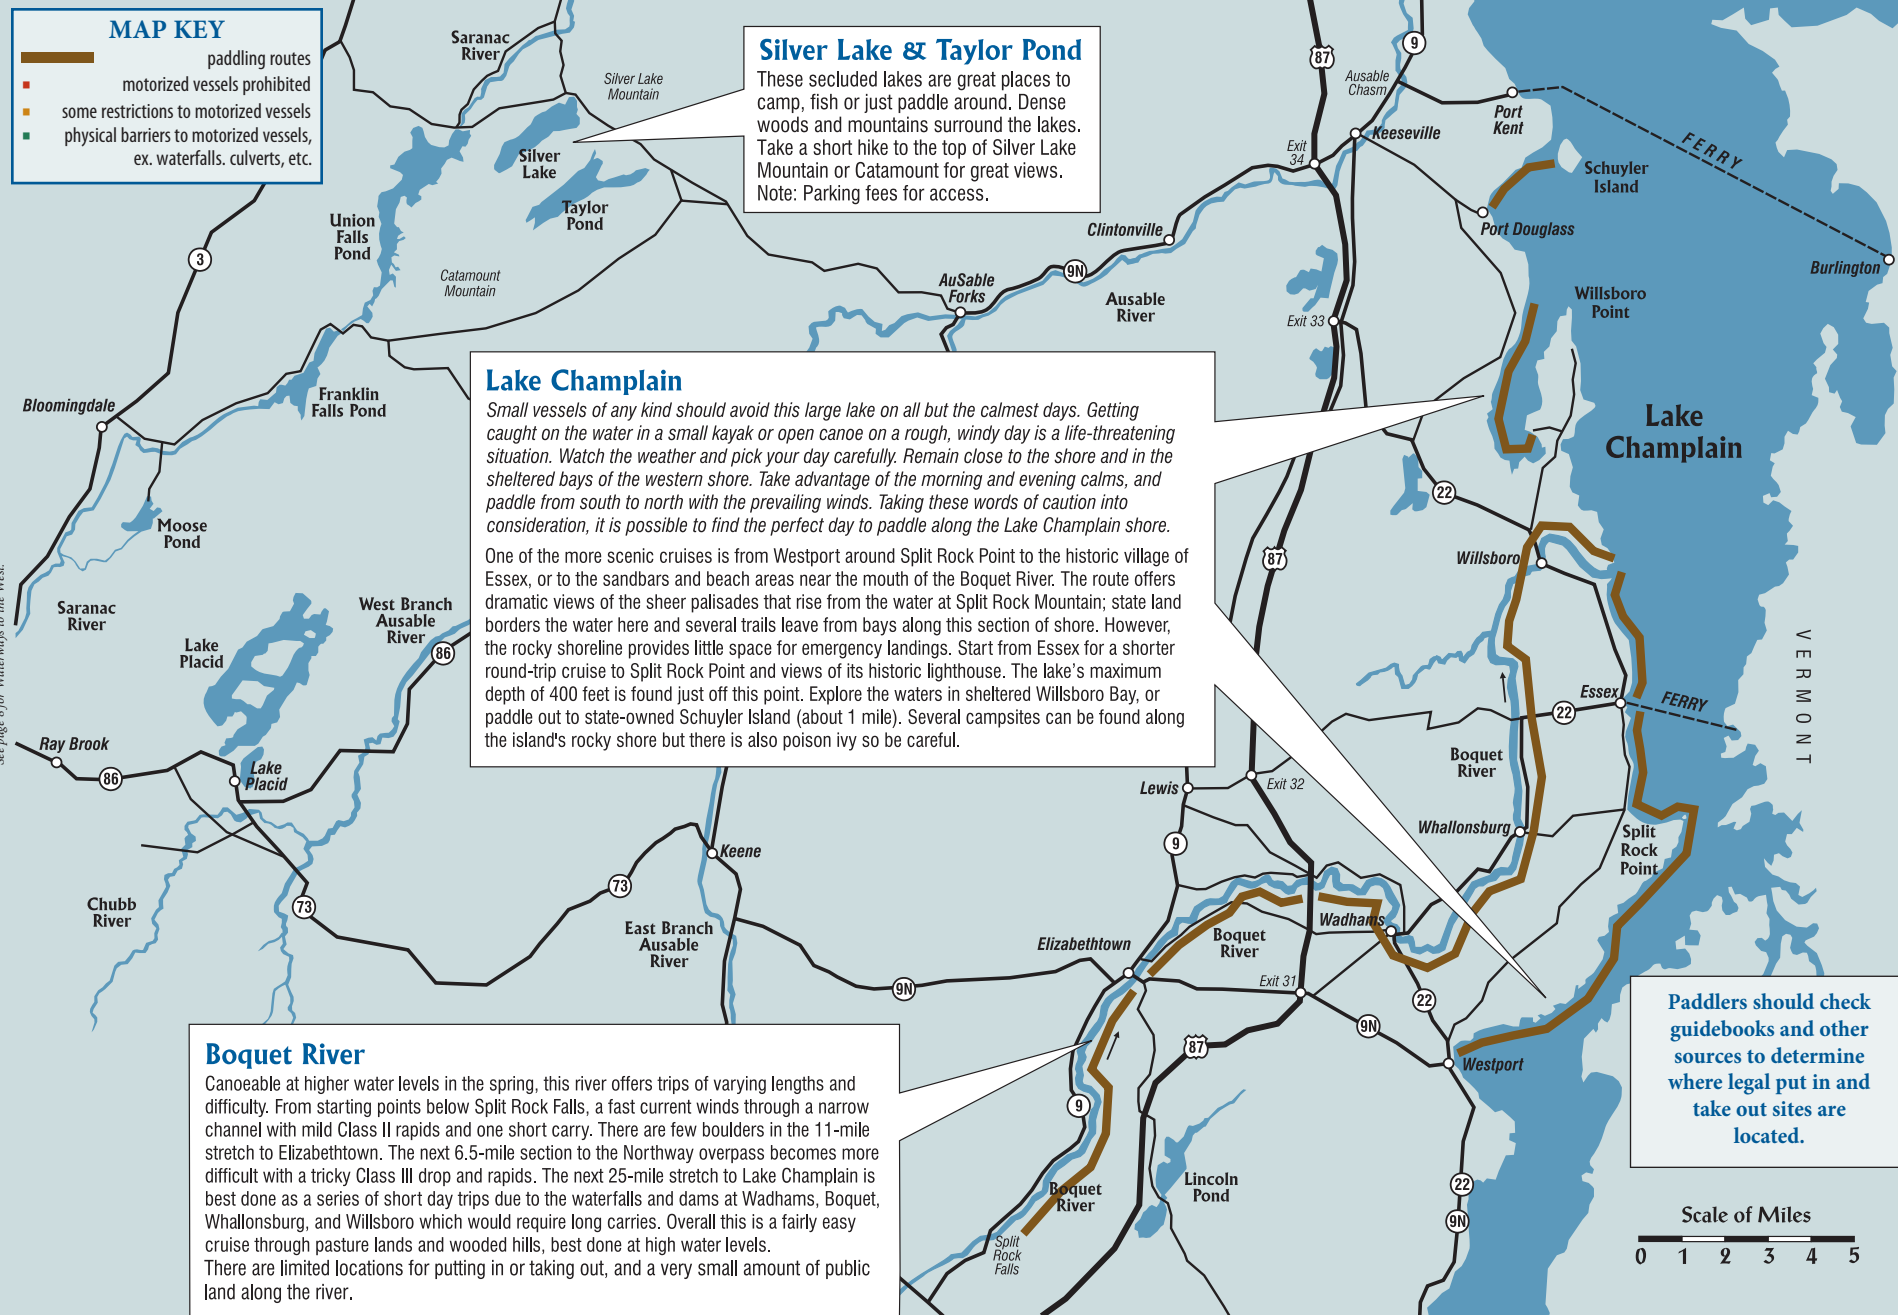 MAP KEY
paddling routes
motorized vessels prohibited
some restrictions to motorized vessels
physical barriers to motorized vessels,
ex. waterfalls. culverts, etc.
Silver Lake & Taylor Pond
These secluded lakes are great places to
camp, fish or just paddle around. Dense
woods and mountains surround the lakes.
Take a short hike to the top of Silver Lake
Mountain or Catamount for great views.
Note: Parking fees for access.
Saranac
River
Silver Lake
Mountain
Silver
Lake
Taylor
Pond
Union
Falls
Pond
Catamount
Mountain
3
Franklin
Falls Pond
Bloomingdale
Moose
Pond
Saranac
River
See page 8 for Waterways to the West.
Lake
Placid
West Branch
Ausable
River
86
Ray Brook
86
Lake
Placid
Chubb
River
73
73
Keene
East Branch
Ausable
River
9N
87
9
Ausable
Chasm
Port
Kent
Keeseville
Exit
34
FERRY
Schuyler
Island
Port Douglass
Burlington
Clintonville
9N
AuSable
Forks
Ausable
River
Exit 33
Willsboro
Point
Lake
Champlain
22
87
Willsboro
VERMONT
Essex
FERRY
22
Boquet
River
Lewis
Exit 32
Whallonsburg
Split
Rock
Point
9
Wadhams
Boquet
River
Elizabethtown
Exit 31
22
9N
87
Westport
9
Lincoln
Pond
Boquet
River
Split
Rock
Falls
22
9N
Lake Champlain
Small vessels of any kind should avoid this large lake on all but the calmest days. Getting
caught on the water in a small kayak or open canoe on a rough, windy day is a life-threatening
situation. Watch the weather and pick your day carefully. Remain close to the shore and in the
sheltered bays of the western shore. Take advantage of the morning and evening calms, and
paddle from south to north with the prevailing winds. Taking these words of caution into
consideration, it is possible to find the perfect day to paddle along the Lake Champlain shore.
One of the more scenic cruises is from Westport around Split Rock Point to the historic village of
Essex, or to the sandbars and beach areas near the mouth of the Boquet River. The route offers
dramatic views of the sheer palisades that rise from the water at Split Rock Mountain; state land
borders the water here and several trails leave from bays along this section of shore. However,
the rocky shoreline provides little space for emergency landings. Start from Essex for a shorter
round-trip cruise to Split Rock Point and views of its historic lighthouse. The lake's maximum
depth of 400 feet is found just off this point. Explore the waters in sheltered Willsboro Bay, or
paddle out to state-owned Schuyler Island (about 1 mile). Several campsites can be found along
the island's rocky shore but there is also poison ivy so be careful.
Boquet River
Canoeable at higher water levels in the spring, this river offers trips of varying lengths and
difficulty. From starting points below Split Rock Falls, a fast current winds through a narrow
channel with mild Class II rapids and one short carry. There are few boulders in the 11-mile
stretch to Elizabethtown. The next 6.5-mile section to the Northway overpass becomes more
difficult with a tricky Class III drop and rapids. The next 25-mile stretch to Lake Champlain is
best done as a series of short day trips due to the waterfalls and dams at Wadhams, Boquet,
Whallonsburg, and Willsboro which would require long carries. Overall this is a fairly easy
cruise through pasture lands and wooded hills, best done at high water levels.
There are limited locations for putting in or taking out, and a very small amount of public
land along the river.
Paddlers should check
guidebooks and other
sources to determine
where legal put in and
take out sites are
located.
Scale of Miles
0 1 2 3 4 5